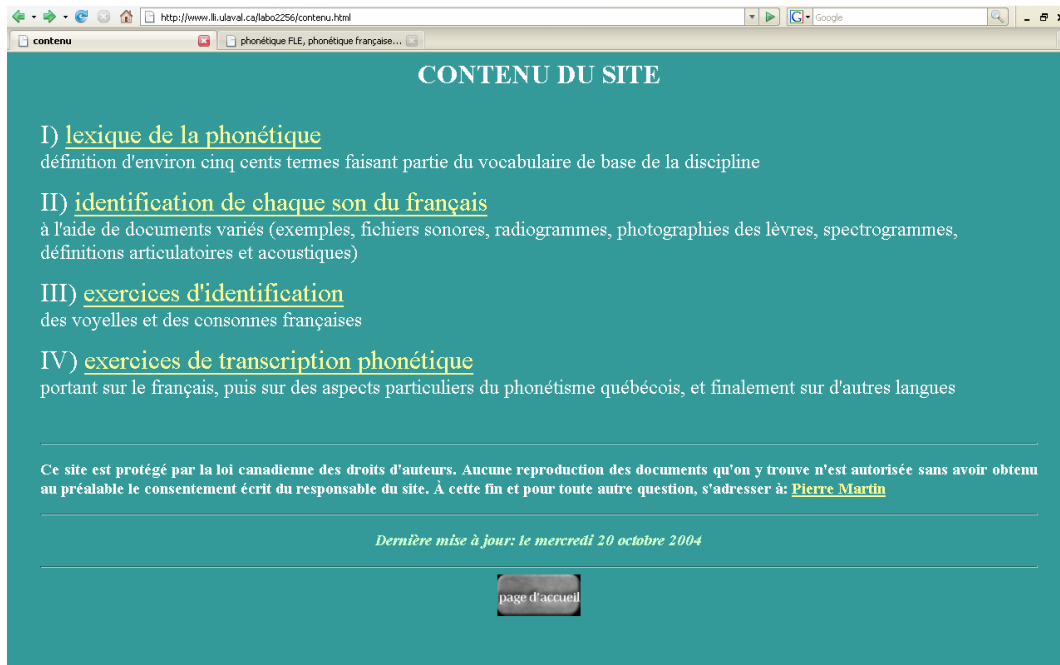 http://www.lli.ulaval.ca/labo2256/contenu.html
Google
contenu
phonétique FLE, phonétique française...
CONTENU DU SITE
I) lexique de la phonétique
définition d'environ cinq cents termes faisant partie du vocabulaire de base de la discipline
II) identification de chaque son du français
à l'aide de documents variés (exemples, fichiers sonores, radiogrammes, photographies des lèvres, spectrogrammes,
définitions articulatoires et acoustiques)
III) exercices d'identification
des voyelles et des consonnes françaises
IV) exercices de transcription phonétique
portant sur le français, puis sur des aspects particuliers du phonétisme québécois, et finalement sur d'autres langues
Ce site est protégé par la loi canadienne des droits d'auteurs. Aucune reproduction des documents qu'on y trouve n'est autorisée sans avoir obtenu
au préalable le consentement écrit du responsable du site. À cette fin et pour toute autre question, s'adresser à: Pierre Martin
Dernière mise à jour: le mercredi 20 octobre 2004
page d'accueil